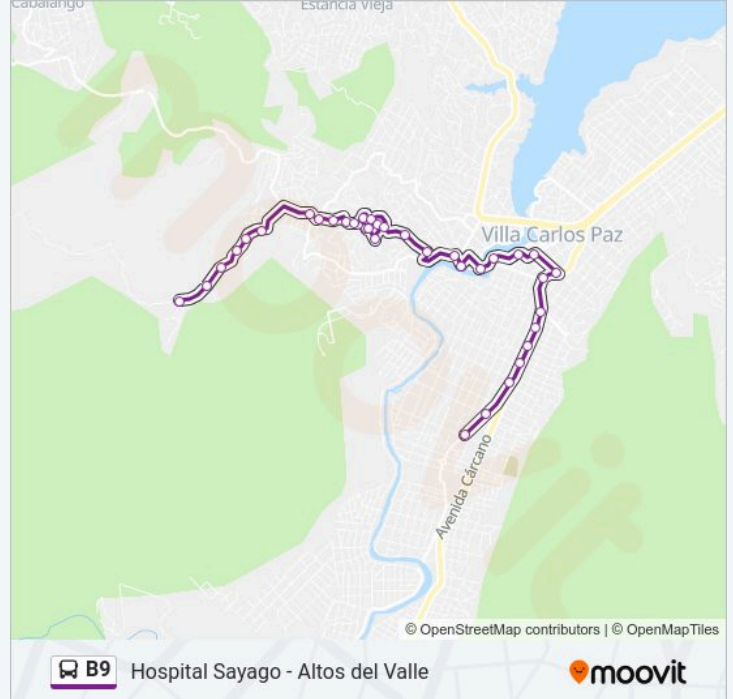 Cabalango
Estancia Vieja
Villa Carlos Paz
Avenida Cárcano
© OpenStreetMap contributors | © OpenMapTiles
B9 Hospital Sayago - Altos del Valle
moovit